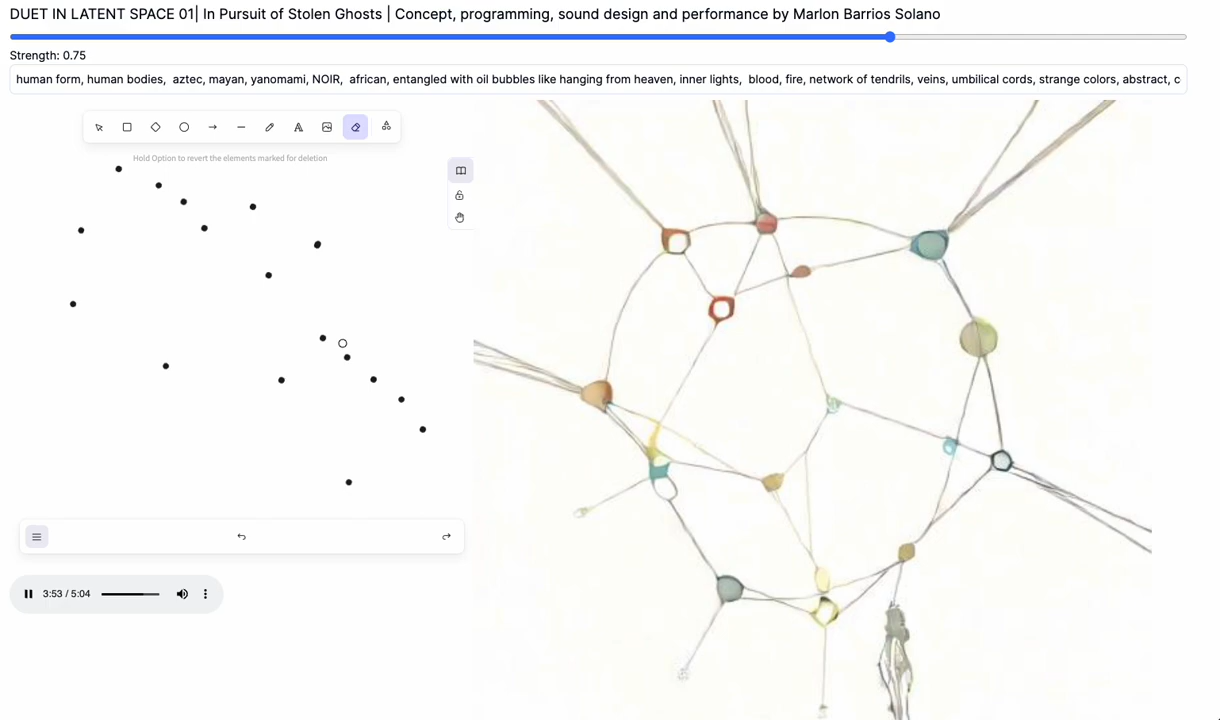 DUET IN LATENT SPACE 01| In Pursuit of Stolen Ghosts | Concept, programming, sound design and performance by Marlon Barrios Solano
Strength: 0.75
human form, human bodies,  aztec, mayan, yanomami, NOIR,  african, entangled with oil bubbles like hanging from heaven, inner lights,  blood, fire, network of tendrils, veins, umbilical cords, strange colors, abstract, c
Hold Option to revert the elements marked for deletion
3:53 / 5:04